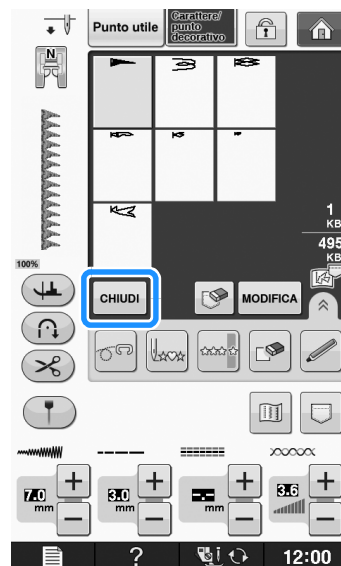 Punto utile
Carattere/
punto
decorativo
N
1
KB
495
KB
100%
CHIUDI
MODIFICA
7.0
mm
3.0
mm
-.-
mm
3.6
?
12:00